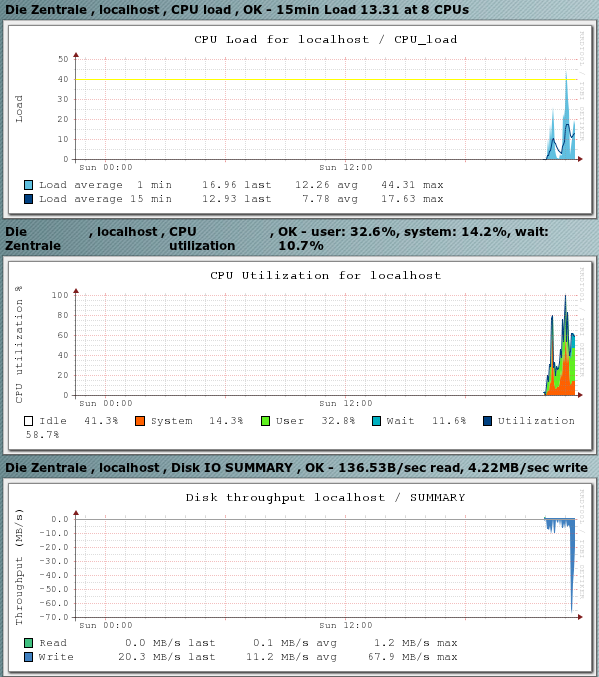 Die Zentrale , localhost , CPU load , OK - 15min Load 13.31 at 8 CPUs
CPU Load for localhost / CPU_load
Load
50
40
30
20
10
0
Sun 00:00 Sun 12:00
Load average 1 min 16.96 last 12.26 avg 44.31 max
Load average 15 min 12.93 last 7.78 avg 17.63 max
Die Zentrale , localhost , CPU utilization , OK - user: 32.6%, system: 14.2%, wait: 10.7%
CPU Utilization for localhost
CPU utilization %
100
80
60
40
20
0
Sun 00:00 Sun 12:00
Idle 41.3% System 14.3% User 32.8% Wait 11.6% Utilization
58.7%
Die Zentrale , localhost , Disk IO SUMMARY , OK - 136.53B/sec read, 4.22MB/sec write
Disk throughput localhost / SUMMARY
Throughput (MB/s)
0.0
-10.0
-20.0
-30.0
-40.0
-50.0
-60.0
-70.0
Sun 00:00 Sun 12:00
Read 0.0 MB/s last 0.1 MB/s avg 1.2 MB/s max
Write 20.3 MB/s last 11.2 MB/s avg 67.9 MB/s max